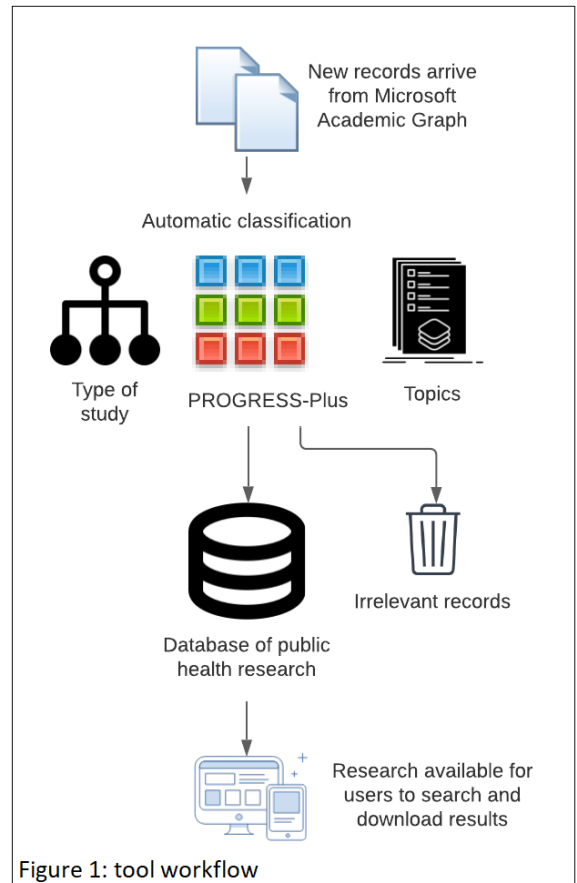 New records arrive
from Microsoft
Academic Graph
Automatic classification
Type of
study
PROGRESS-Plus
Topics
Database of public
health research
Irrelevant records
Research available for
users to search and
download results
Figure 1: tool workflow